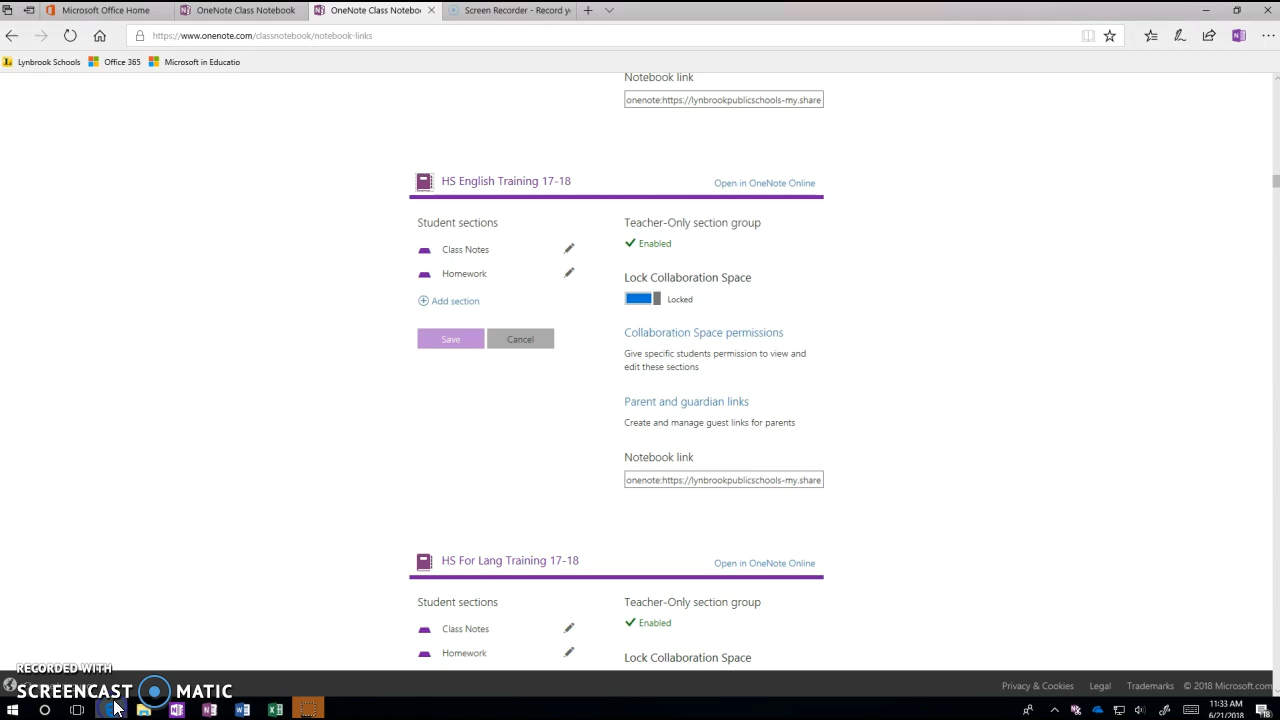 Microsoft Office Home
OneNote Class Notebook
OneNote Class Notebo
Screen Recorder - Record y
https://www.onenote.com/classnotebook/notebook-links
Lynbrook Schools
Office 365
Microsoft in Educatio
Notebook link
onenote:https://lynbrookpublicschools-my.share
HS English Training 17-18
Open in OneNote Online
Student sections
Teacher-Only section group
Class Notes
Enabled
Homework
Lock Collaboration Space
Add section
Locked
Save
Cancel
Collaboration Space permissions
Give specific students permission to view and
edit these sections
Parent and guardian links
Create and manage guest links for parents
Notebook link
onenote:https://lynbrookpublicschools-my.share
HS For Lang Training 17-18
Open in OneNote Online
Student sections
Teacher-Only section group
Class Notes
Enabled
Homework
Lock Collaboration Space
RECORDED WITH
SCREENCAST MATIC
Privacy & Cookies
Legal
Trademarks
© 2018 Microsoft.com
11:33 AM
6/21/2018